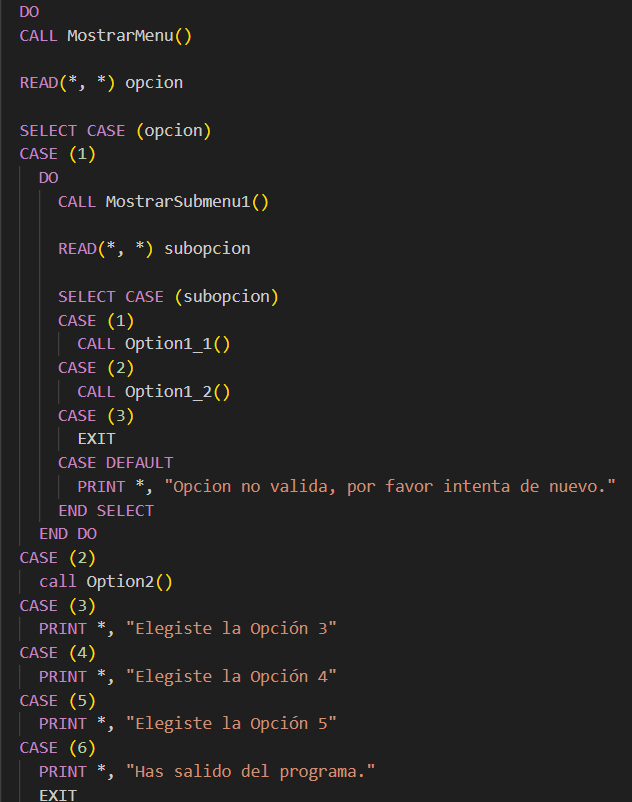 DO
CALL MostrarMenu()
READ(*, *) opcion
SELECT CASE (opcion)
CASE (1)
DO
CALL MostrarSubmenu1()
READ(*, *) subopcion
SELECT CASE (subopcion)
CASE (1)
CALL Option1_1()
CASE (2)
CALL Option1_2()
CASE (3)
EXIT
CASE DEFAULT
PRINT *, "Opcion no valida, por favor intenta de nuevo."
END SELECT
END DO
CASE (2)
call Option2()
CASE (3)
PRINT *, "Elegiste la Opción 3"
CASE (4)
PRINT *, "Elegiste la Opción 4"
CASE (5)
PRINT *, "Elegiste la Opción 5"
CASE (6)
PRINT *, "Has salido del programa."
EXIT